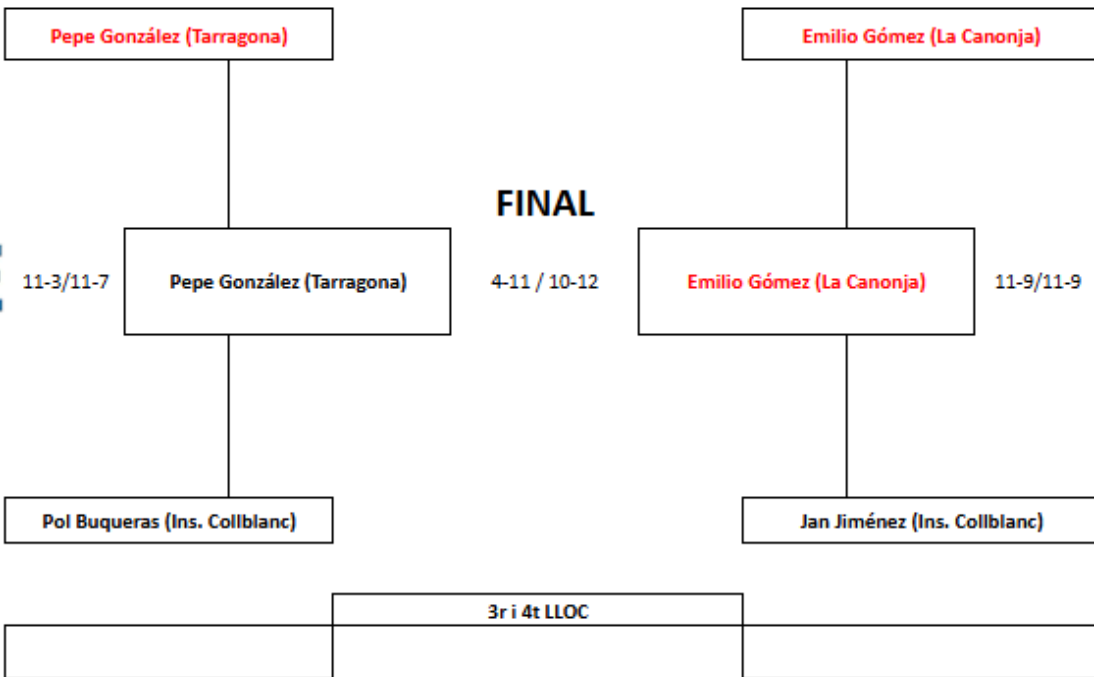 Pepe González (Tarragona)
Emilio Gómez (La Canonja)
FINAL
11-3/11-7
Pepe González (Tarragona)
4-11 / 10-12
Emilio Gómez (La Canonja)
11-9/11-9
Pol Buqueras (Ins. Collblanc)
Jan Jiménez (Ins. Collblanc)
3r i 4t LLOC